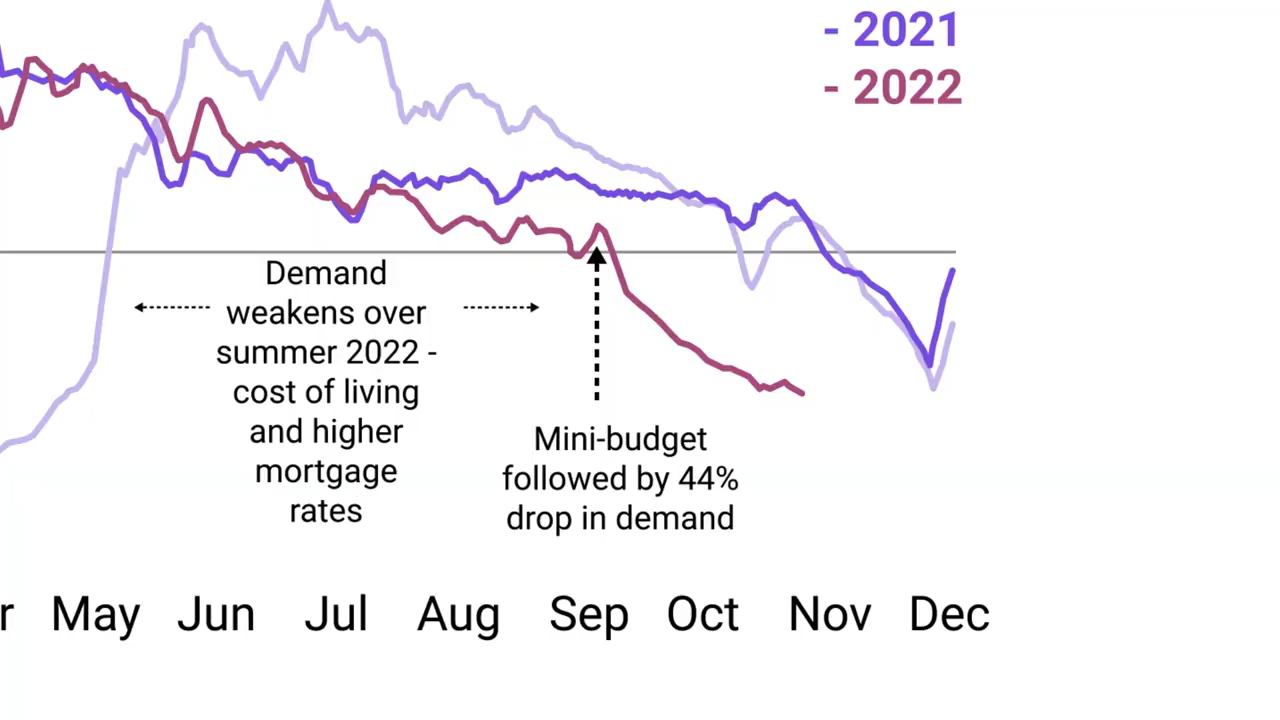 - 2021
- 2022
Demand
weakens over
summer 2022 -
cost of living
and higher
mortgage
rates
Mini-budget
followed by 44%
drop in demand
r May Jun Jul Aug Sep Oct Nov Dec